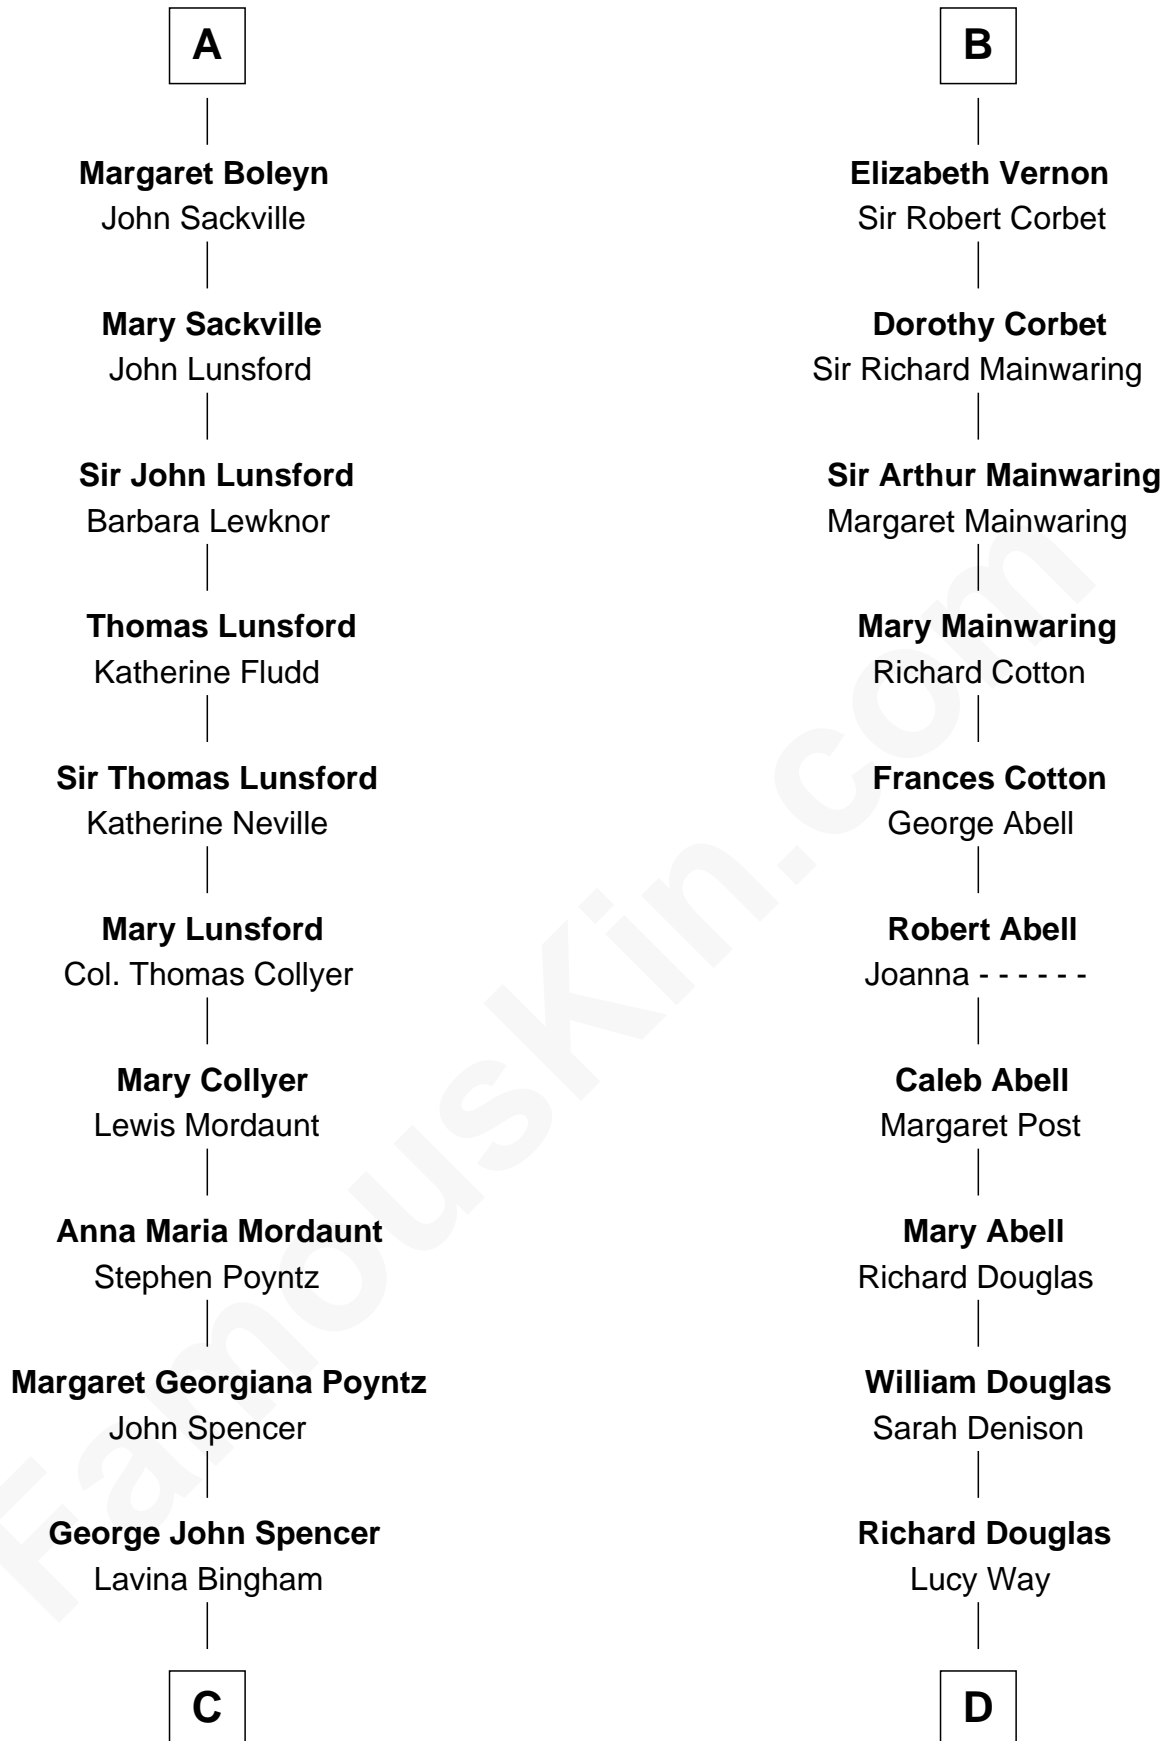 A
Margaret Boleyn
John Sackville
Mary Sackville
John Lunsford
Sir John Lunsford
Barbara Lewknor
Thomas Lunsford
Katherine Fludd
Sir Thomas Lunsford
Katherine Neville
Mary Lunsford
Col. Thomas Collyer
Mary Collyer
Lewis Mordaunt
Anna Maria Mordaunt
Stephen Poyntz
Margaret Georgiana Poyntz
John Spencer
George John Spencer
Lavina Bingham
C
B
Elizabeth Vernon
Sir Robert Corbet
Dorothy Corbet
Sir Richard Mainwaring
Sir Arthur Mainwaring
Margaret Mainwaring
Mary Mainwaring
Richard Cotton
Frances Cotton
George Abell
Robert Abell
Joanna - - - - - -
Caleb Abell
Margaret Post
Mary Abell
Richard Douglas
William Douglas
Sarah Denison
Richard Douglas
Lucy Way
D
FamousKin.com